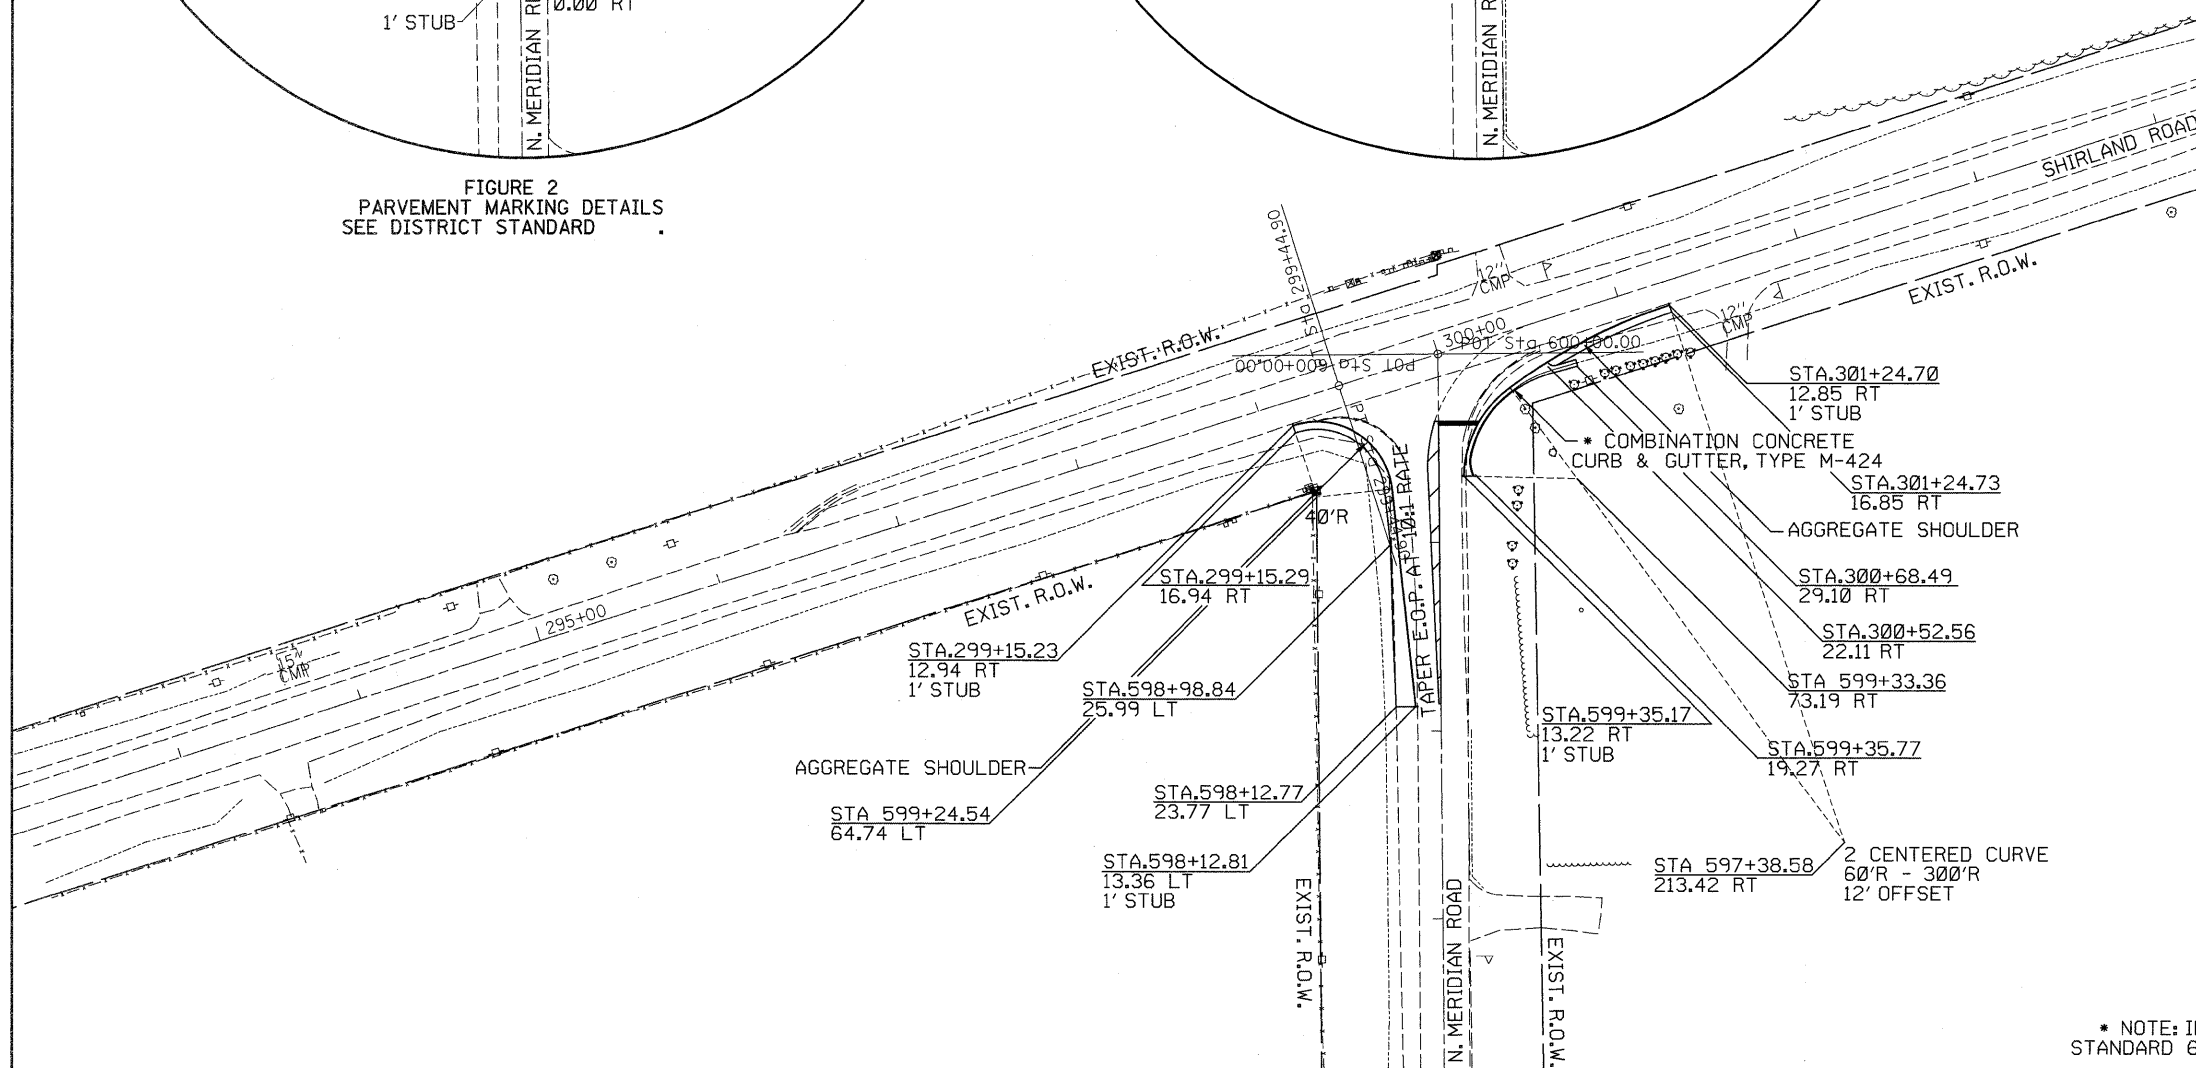 1' STUB
0.00 RT
N. MERIDIAN
N. MERIDIAN
FIGURE 2
PARVEMENT MARKING DETAILS
SEE DISTRICT STANDARD .
SHIRLAND ROAD
EXIST. R.O.W.
EXIST. R.O.W.
Sta 299+44.90
12" CMP
12" CMP
300+00
POT Sta 600+00.00
POT Sta 600+00.00
STA.301+24.70
12.85 RT
1' STUB
* COMBINATION CONCRETE
CURB & GUTTER, TYPE M-424
STA.301+24.73
16.85 RT
AGGREGATE SHOULDER
40'R
TAPER E.O.P. AT 10:1 RATE
STA.299+15.29
16.94 RT
STA.300+68.49
29.10 RT
EXIST. R.O.W.
295+00
STA.300+52.56
22.11 RT
15" CMP
STA.299+15.23
12.94 RT
1' STUB
STA.598+98.84
25.99 LT
STA 599+33.36
73.19 RT
STA.599+35.17
13.22 RT
1' STUB
STA.599+35.77
19.27 RT
AGGREGATE SHOULDER
STA.598+12.77
23.77 LT
STA 599+24.54
64.74 LT
STA.598+12.81
13.36 LT
1' STUB
STA 597+38.58
213.42 RT
2 CENTERED CURVE
60'R - 300'R
12' OFFSET
EXIST. R.O.W.
N. MERIDIAN ROAD
EXIST. R.O.W.
* NOTE:
STANDARD